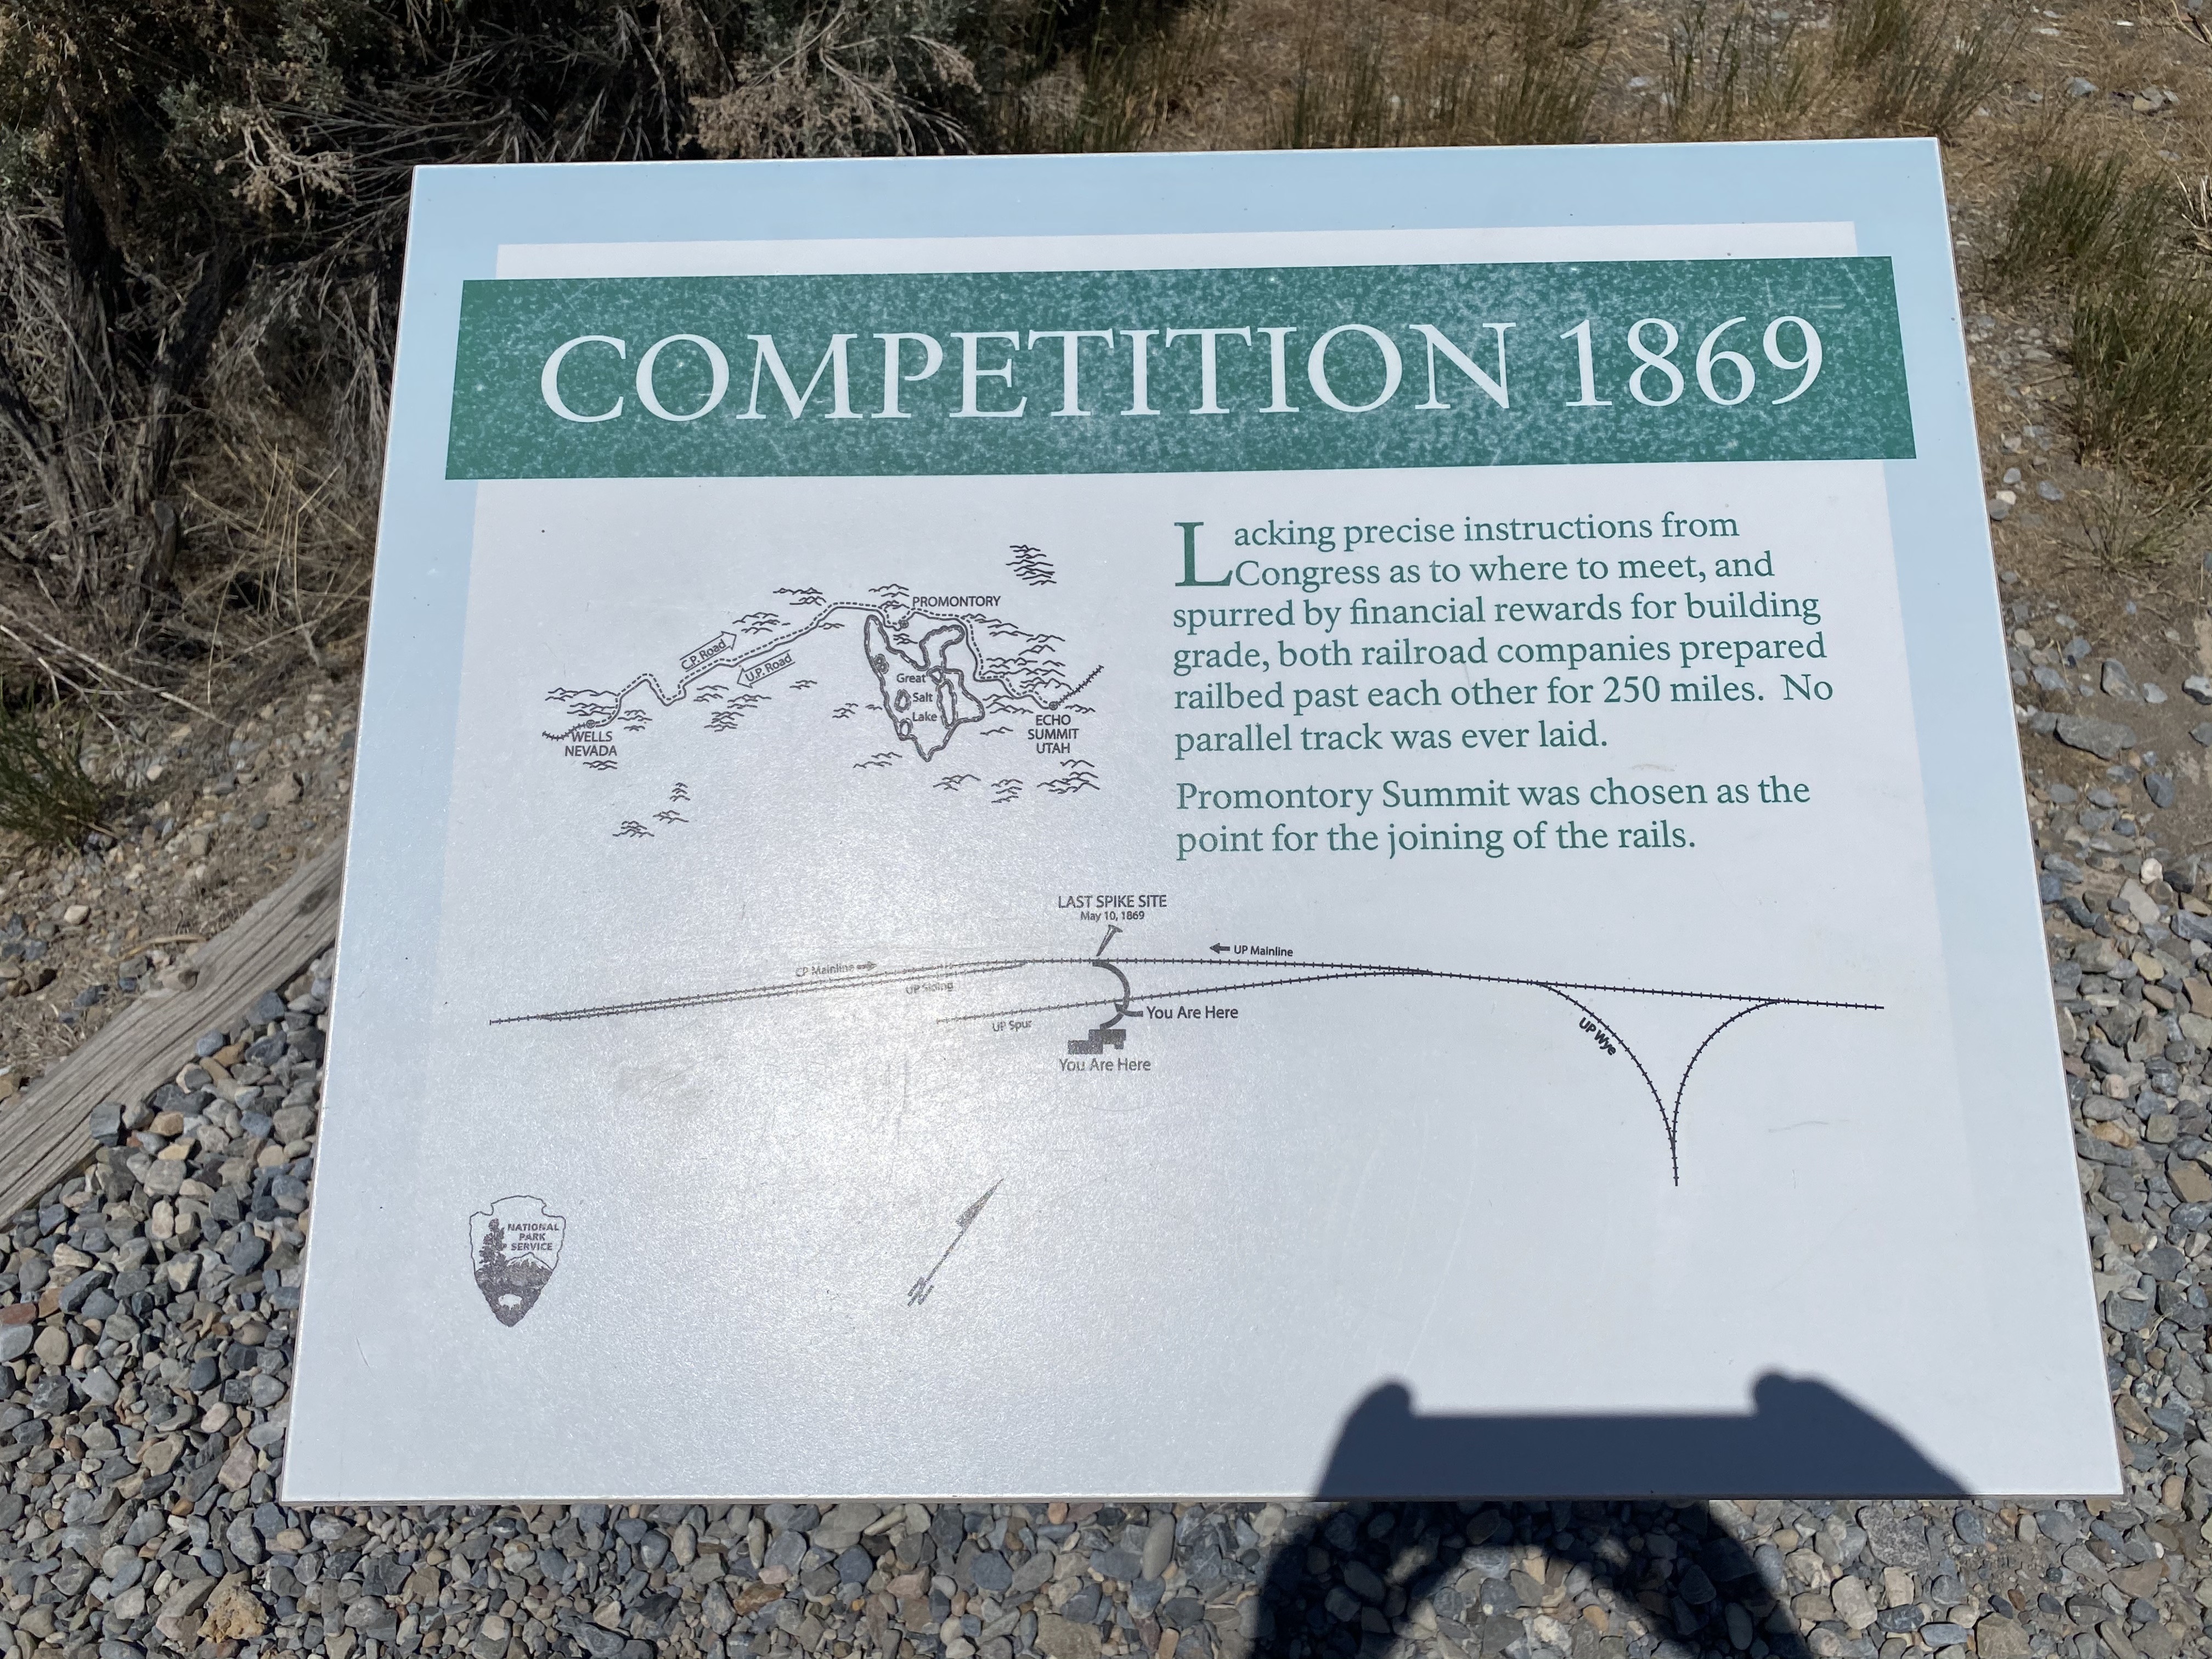 COMPETITION 1869
PROMONTORY
C.P. Road
U.P. Road
Great
Salt
Lake
WELLS
NEVADA
ECHO
SUMMIT
UTAH
Lacking precise instructions from
Congress as to where to meet, and
spurred by financial rewards for building
grade, both railroad companies prepared
railbed past each other for 250 miles.  No
parallel track was ever laid.
Promontory Summit was chosen as the
point for the joining of the rails.
LAST SPIKE SITE
May 10, 1869
UP Mainline
CP Mainline
UP Siding
UP Spur
You Are Here
You Are Here
UP Wye
NATIONAL
PARK
SERVICE
N